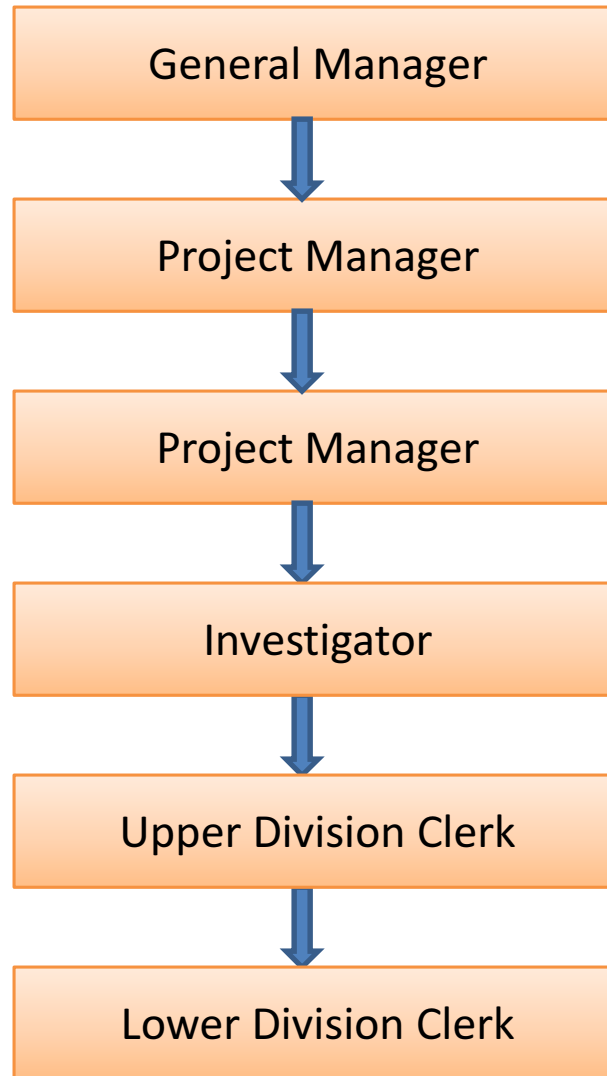 General Manager
Project Manager
Project Manager
Investigator
Upper Division Clerk
Lower Division Clerk